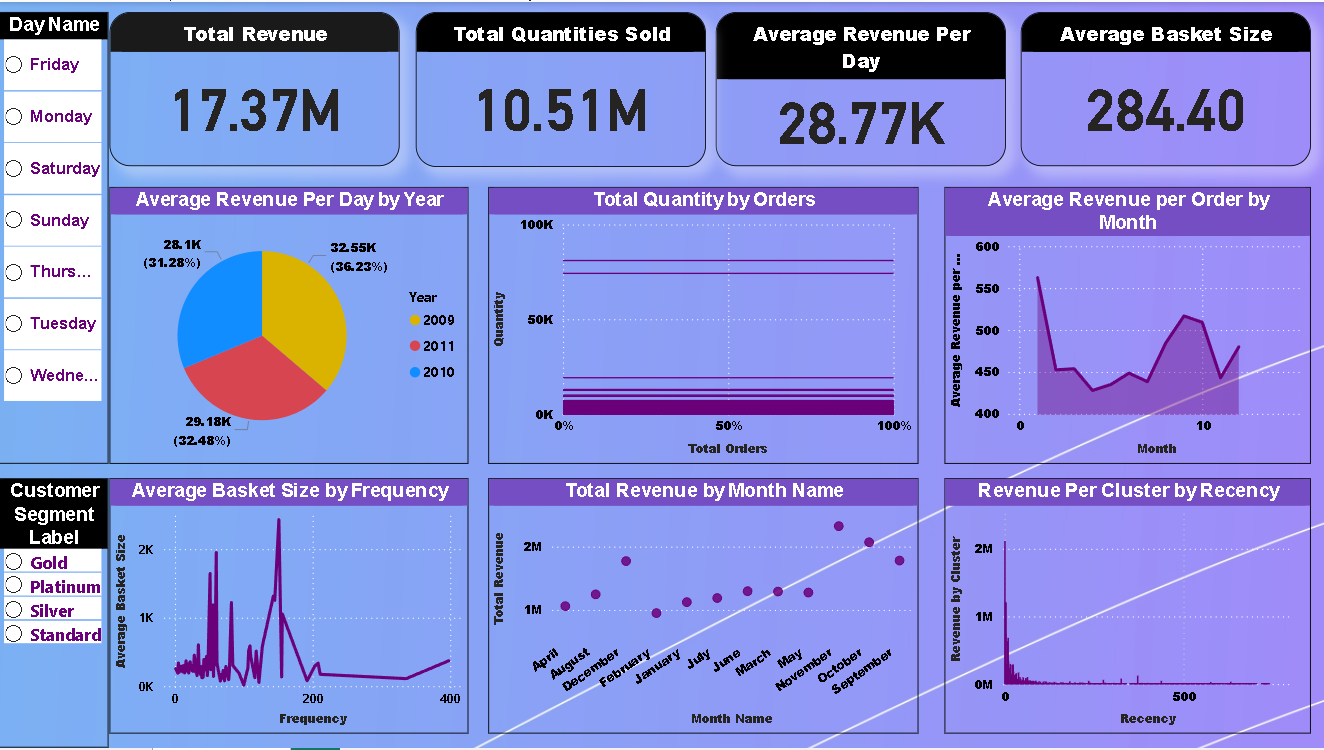 Day Name
Friday
Monday
Saturday
Sunday
Thurs...
Tuesday
Wedne...
Total Revenue
17.37M
Total Quantities Sold
10.51M
Average Revenue Per
Day
28.77K
Average Basket Size
284.40
Average Revenue Per Day by Year
28.1K
(31.28%)
32.55K
(36.23%)
29.18K
(32.48%)
Year
2009
2011
2010
Total Quantity by Orders
Quantity
100K
50K
0K
0%
50%
100%
Total Orders
Average Revenue per Order by
Month
Average Revenue per ...
600
550
500
450
400
0
10
Month
Customer
Segment
Label
Gold
Platinum
Silver
Standard
Average Basket Size by Frequency
Average Basket Size
2K
1K
0K
0
200
400
Frequency
Total Revenue by Month Name
Total Revenue
2M
1M
April
August
December
February
January
July
June
March
May
November
October
September
Month Name
Revenue Per Cluster by Recency
Revenue by Cluster
2M
1M
0M
0
500
Recency